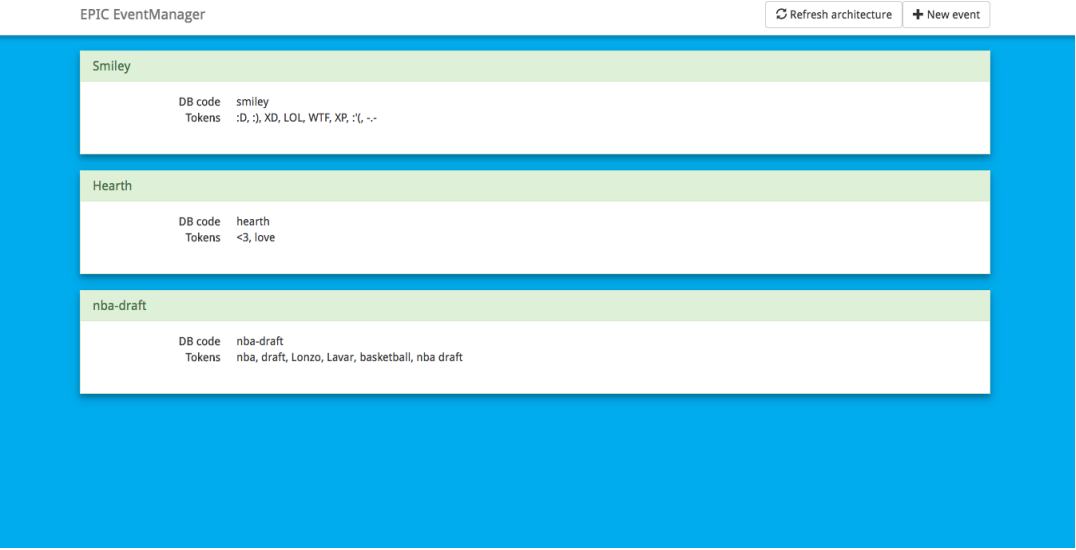 EPIC EventManager
Refresh architecture
New event
Smiley
DB code smiley
Tokens :D, :), XD, LOL, WTF, XP, :'(, -.-
Hearth
DB code hearth
Tokens <3, love
nba-draft
DB code nba-draft
Tokens nba, draft, Lonzo, Lavar, basketball, nba draft